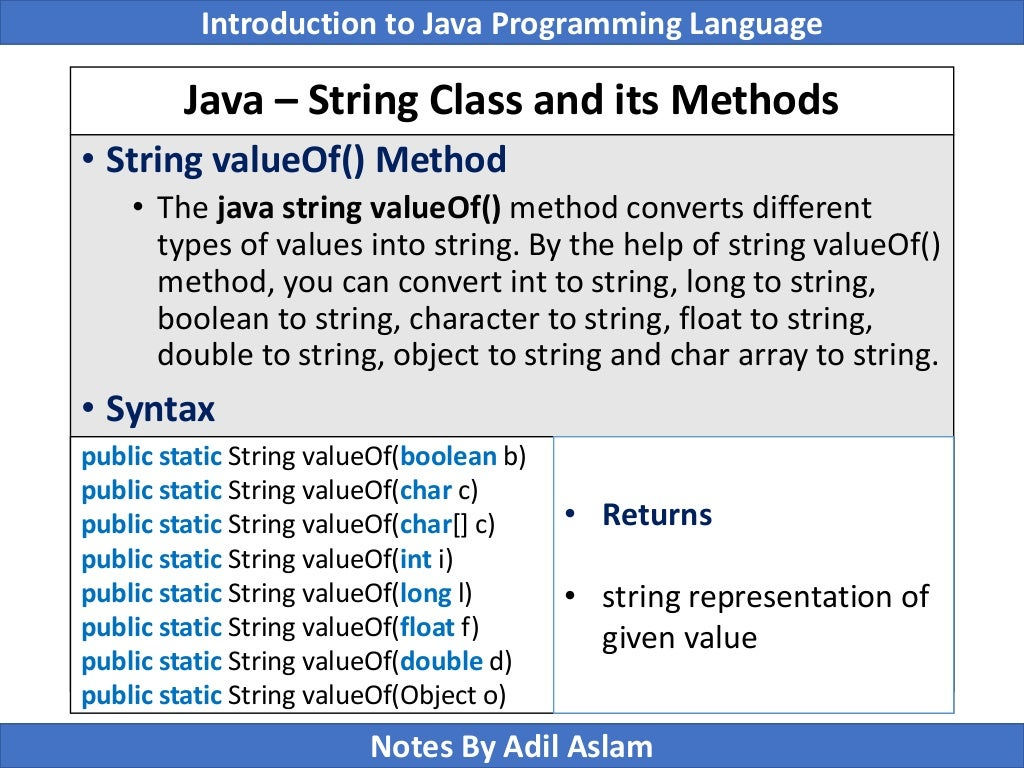 Introduction to Java Programming Language
Java – String Class and its Methods
• String valueOf() Method
• The java string valueOf() method converts different
types of values into string. By the help of string valueOf()
method, you can convert int to string, long to string,
boolean to string, character to string, float to string,
double to string, object to string and char array to string.
• Syntax
public static String valueOf(boolean b)
public static String valueOf(char c)
public static String valueOf(char[] c)
public static String valueOf(int i)
public static String valueOf(long l)
public static String valueOf(float f)
public static String valueOf(double d)
public static String valueOf(Object o)
• Returns
• string representation of
given value
Notes By Adil Aslam